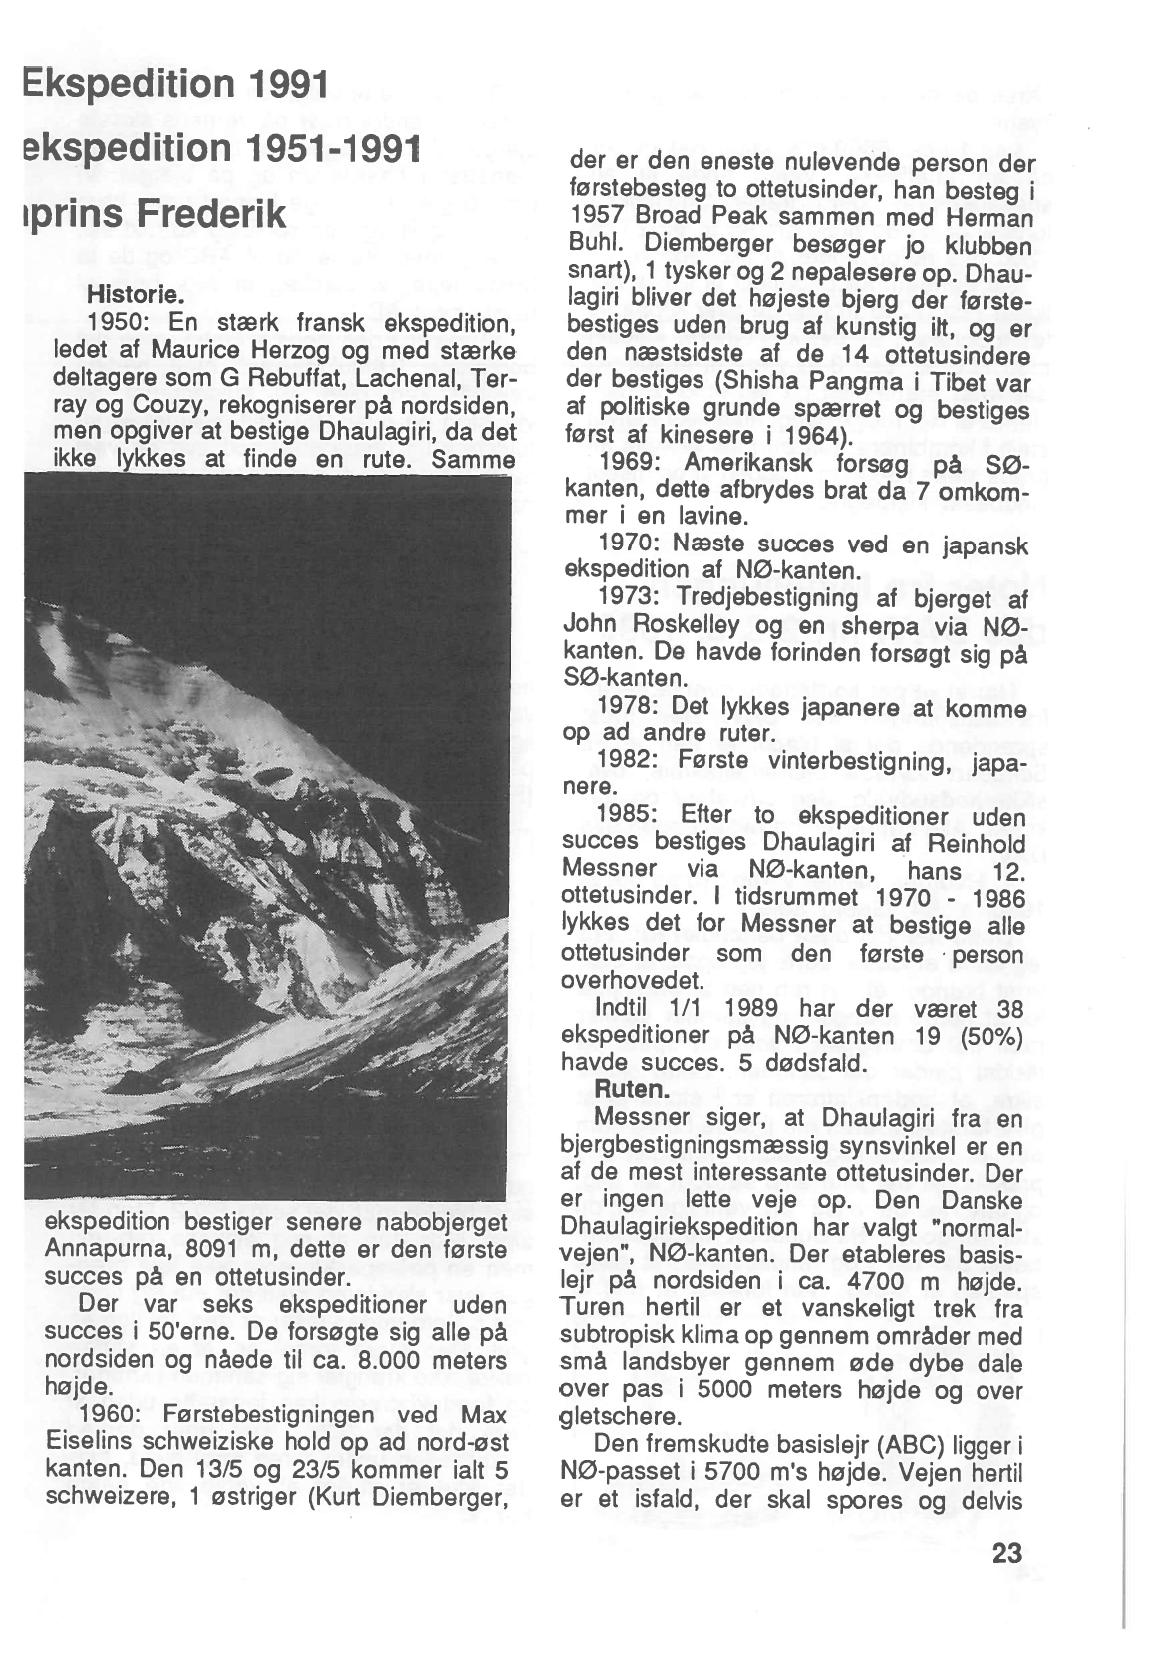 Ekspedition 1991
ekspedition 1951-1991
prins Frederik
Historie.
1950: En stærk fransk ekspedition,
ledet af Maurice Herzog og med stærke
deltagere som G Rebuffat, Lachenal, Ter-
ray og Couzy, rekogniserer på nordsiden,
men opgiver at bestige Dhaulagiri, da det
ikke lykkes at finde en rute. Samme
ekspedition bestiger senere nabobjerget
Annapurna, 8091 m, dette er den første
succes på en ottetusinder.
Der var seks ekspeditioner uden
succes i 50'erne. De forsøgte sig alle på
nordsiden og nåede til ca. 8.000 meters
højde.
1960: Førstebestigningen ved Max
Eiselins schweiziske hold op ad nord-øst
kanten. Den 13/5 og 23/5 kommer ialt 5
schweizere, 1 østriger (Kurt Diemberger,
der er den eneste nulevende person der
førstebesteg to ottetusinder, han besteg i
1957 Broad Peak sammen med Herman
Buhl. Diemberger besøger jo klubben
snart), 1 tysker og 2 nepalesere op. Dhau-
lagiri bliver det højeste bjerg der første-
bestiges uden brug af kunstig ilt, og er
den næstsidste af de 14 ottetusindere
der bestiges (Shisha Pangma i Tibet var
af politiske grunde spærret og bestiges
først af kinesere i 1964).
1969: Amerikansk forsøg på SØ-
kanten, dette afbrydes brat da 7 omkom-
mer i en lavine.
1970: Næste succes ved en japansk
ekspedition af NØ-kanten.
1973: Tredjebestigning af bjerget af
John Roskelley og en sherpa via NØ-
kanten. De havde forinden forsøgt sig på
SØ-kanten.
1978: Det lykkes japanere at komme
op ad andre ruter.
1982: Første vinterbestigning, japa-
nere.
1985: Efter to ekspeditioner uden
succes bestiges Dhaulagiri af Reinhold
Messner via NØ-kanten, hans 12.
ottetusinder. I tidsrummet 1970 - 1986
lykkes det for Messner at bestige alle
ottetusinder som den første person
overhovedet.
Indtil 1/1 1989 har der været 38
ekspeditioner på NØ-kanten 19 (50%)
havde succes. 5 dødsfald.
Ruten.
Messner siger, at Dhaulagiri fra en
bjergbestigningsmæssig synsvinkel er en
af de mest interessante ottetusinder. Der
er ingen lette veje op. Den Danske
Dhaulagiriekspedition har valgt "normal-
vejen", NØ-kanten. Der etableres basis-
lejr på nordsiden i ca. 4700 m højde.
Turen hertil er et vanskeligt trek fra
subtropisk klima op gennem områder med
små landsbyer gennem øde dybe dale
over pas i 5000 meters højde og over
gletschere.
Den fremskudte basislejr (ABC) ligger i
NØ-passet i 5700 m's højde. Vejen hertil
er et isfald, der skal spores og delvis
23